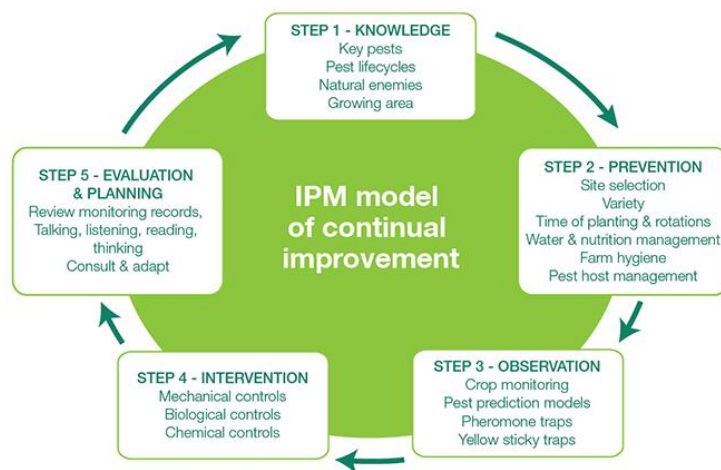 STEP 1 - KNOWLEDGE
Key pests
Pest lifecycles
Natural enemies
Growing area
STEP 2 - PREVENTION
Site selection
Variety
Time of planting & rotations
Water & nutrition management
Farm hygiene
Pest host management
STEP 3 - OBSERVATION
Crop monitoring
Pest prediction models
Pheromone traps
Yellow sticky traps
STEP 4 - INTERVENTION
Mechanical controls
Biological controls
Chemical controls
STEP 5 - EVALUATION
& PLANNING
Review monitoring records,
Talking, listening, reading,
thinking
Consult & adapt
IPM model
of continual
improvement